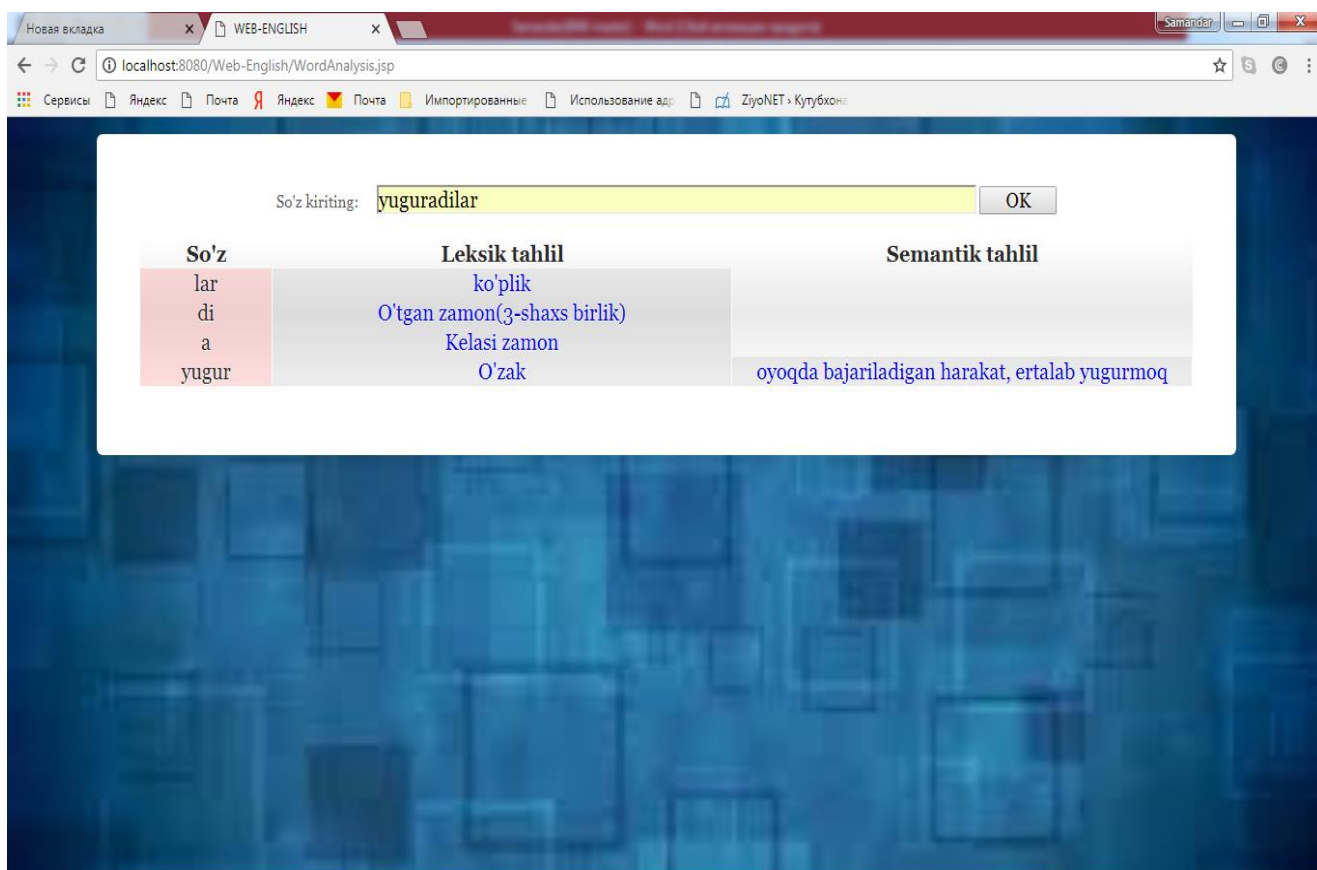 Новая вкладка WEB-ENGLISH Samandar
localhost:8080/Web-English/WordAnalysis.jsp
Сервисы Яндекс Почта Яндекс Почта Импортированные Использование адр ZiyoNET › Кутубхона
So'z kiriting: yuguradilar OK
So'z Leksik tahlil Semantik tahlil
lar ko'plik
di O'tgan zamon(3-shaxs birlik)
a Kelasi zamon
yugur O'zak oyoqda bajariladigan harakat, ertalab yugurmoq